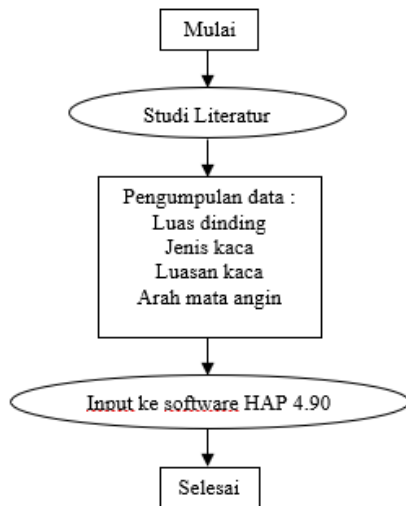 Mulai
Studi Literatur
Pengumpulan data :
Luas dinding
Jenis kaca
Luasan kaca
Arah mata angin
Input ke software HAP 4.90
Selesai